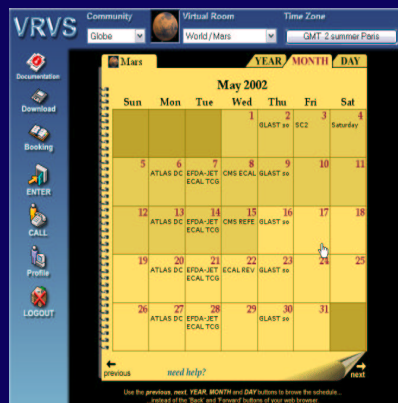 VRVS
Community
Globe
Virtual Room
World/Mars
Time Zone
GMT-2 summer Paris
Documentation
Download
Booking
ENTER
CALL
Profile
LOGOUT
Mars
YEAR MONTH DAY
May 2002
Sun Mon Tue Wed Thu Fri Sat
1 2 3 4
GLAST so SC2 Saturday
5 6 7 8 9 10 11
ATLAS DC EFDA-JET CMS ECAL GLAST so
ECAL TCG
12 13 14 15 16 17 18
ATLAS DC EFDA-JET CMS REFE GLAST so
ECAL TCG
19 20 21 22 23 24 25
ATLAS DC EFDA-JET ECAL REV GLAST so
ECAL TCG
26 27 28 29 30 31
ATLAS DC EFDA-JET GLAST so
ECAL TCG
previous need help? next
Use the previous, next, YEAR, MONTH and DAY buttons to brows the schedule...
...instead of the 'Back' and 'Forward' buttons of your web browser.